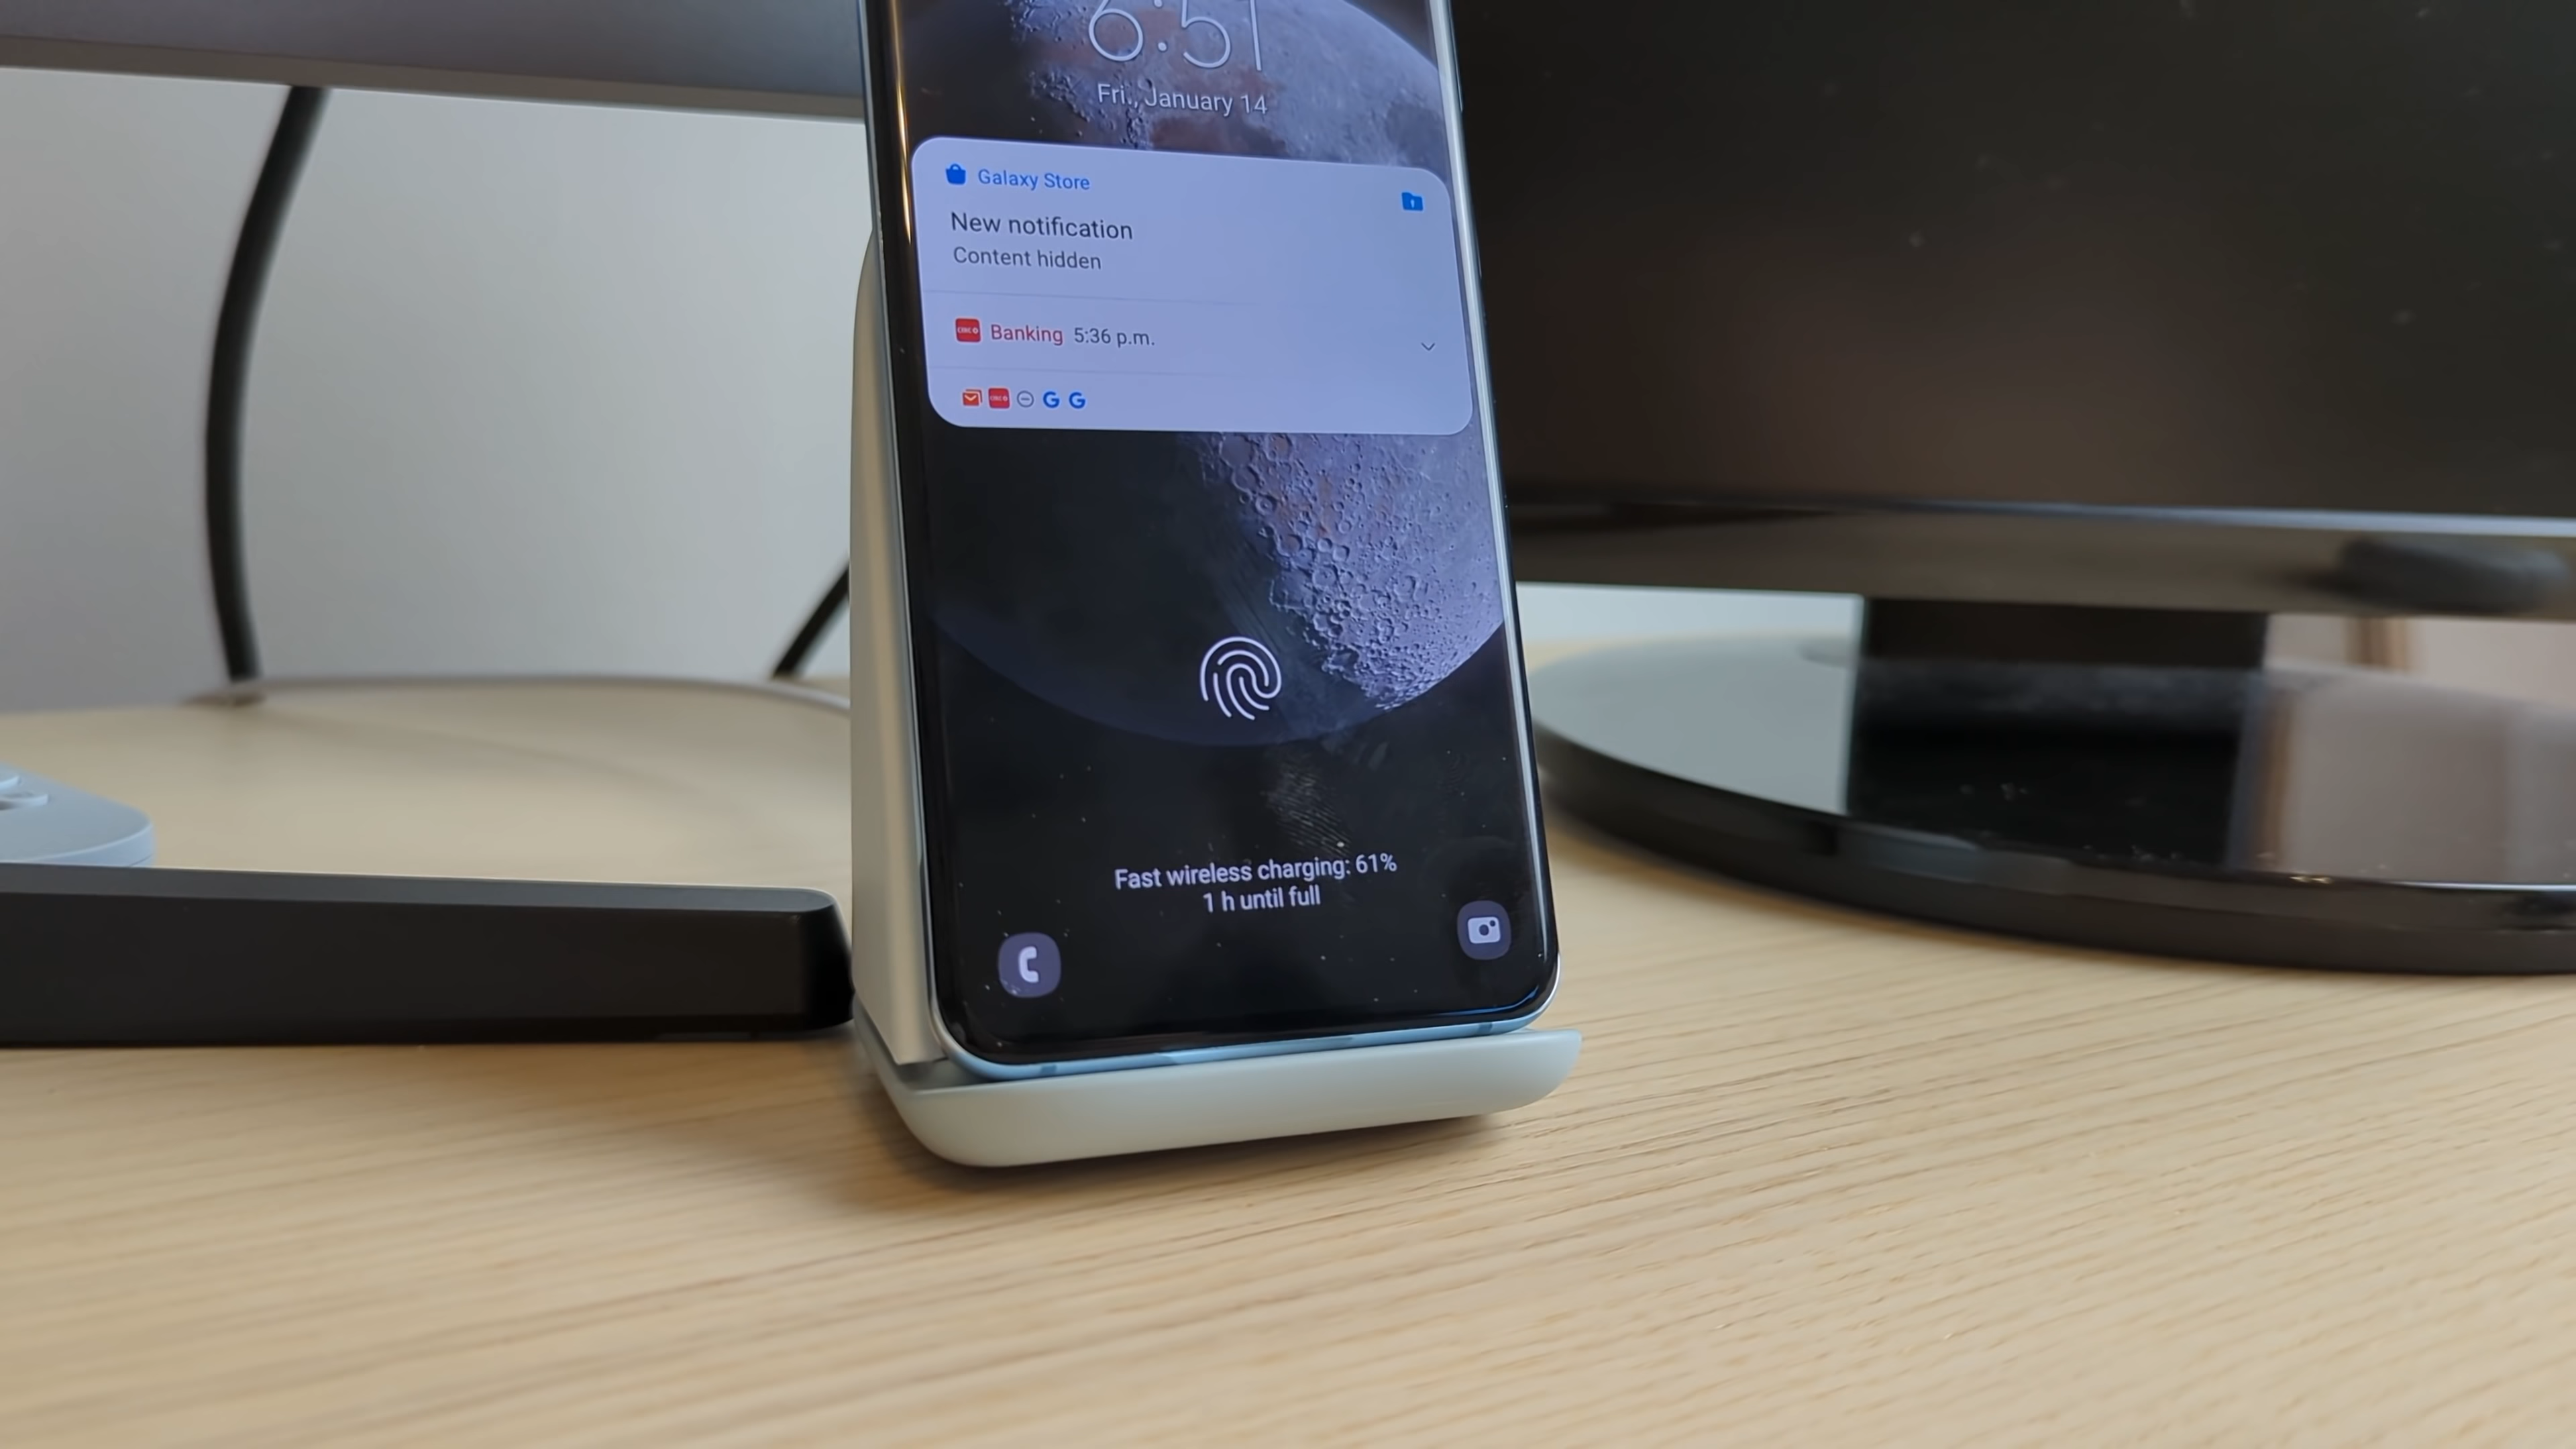 6:51
Fri., January 14
Galaxy Store
New notification
Content hidden
Banking 5:36 p.m.
G G
Fast wireless charging: 61%
1 h until full